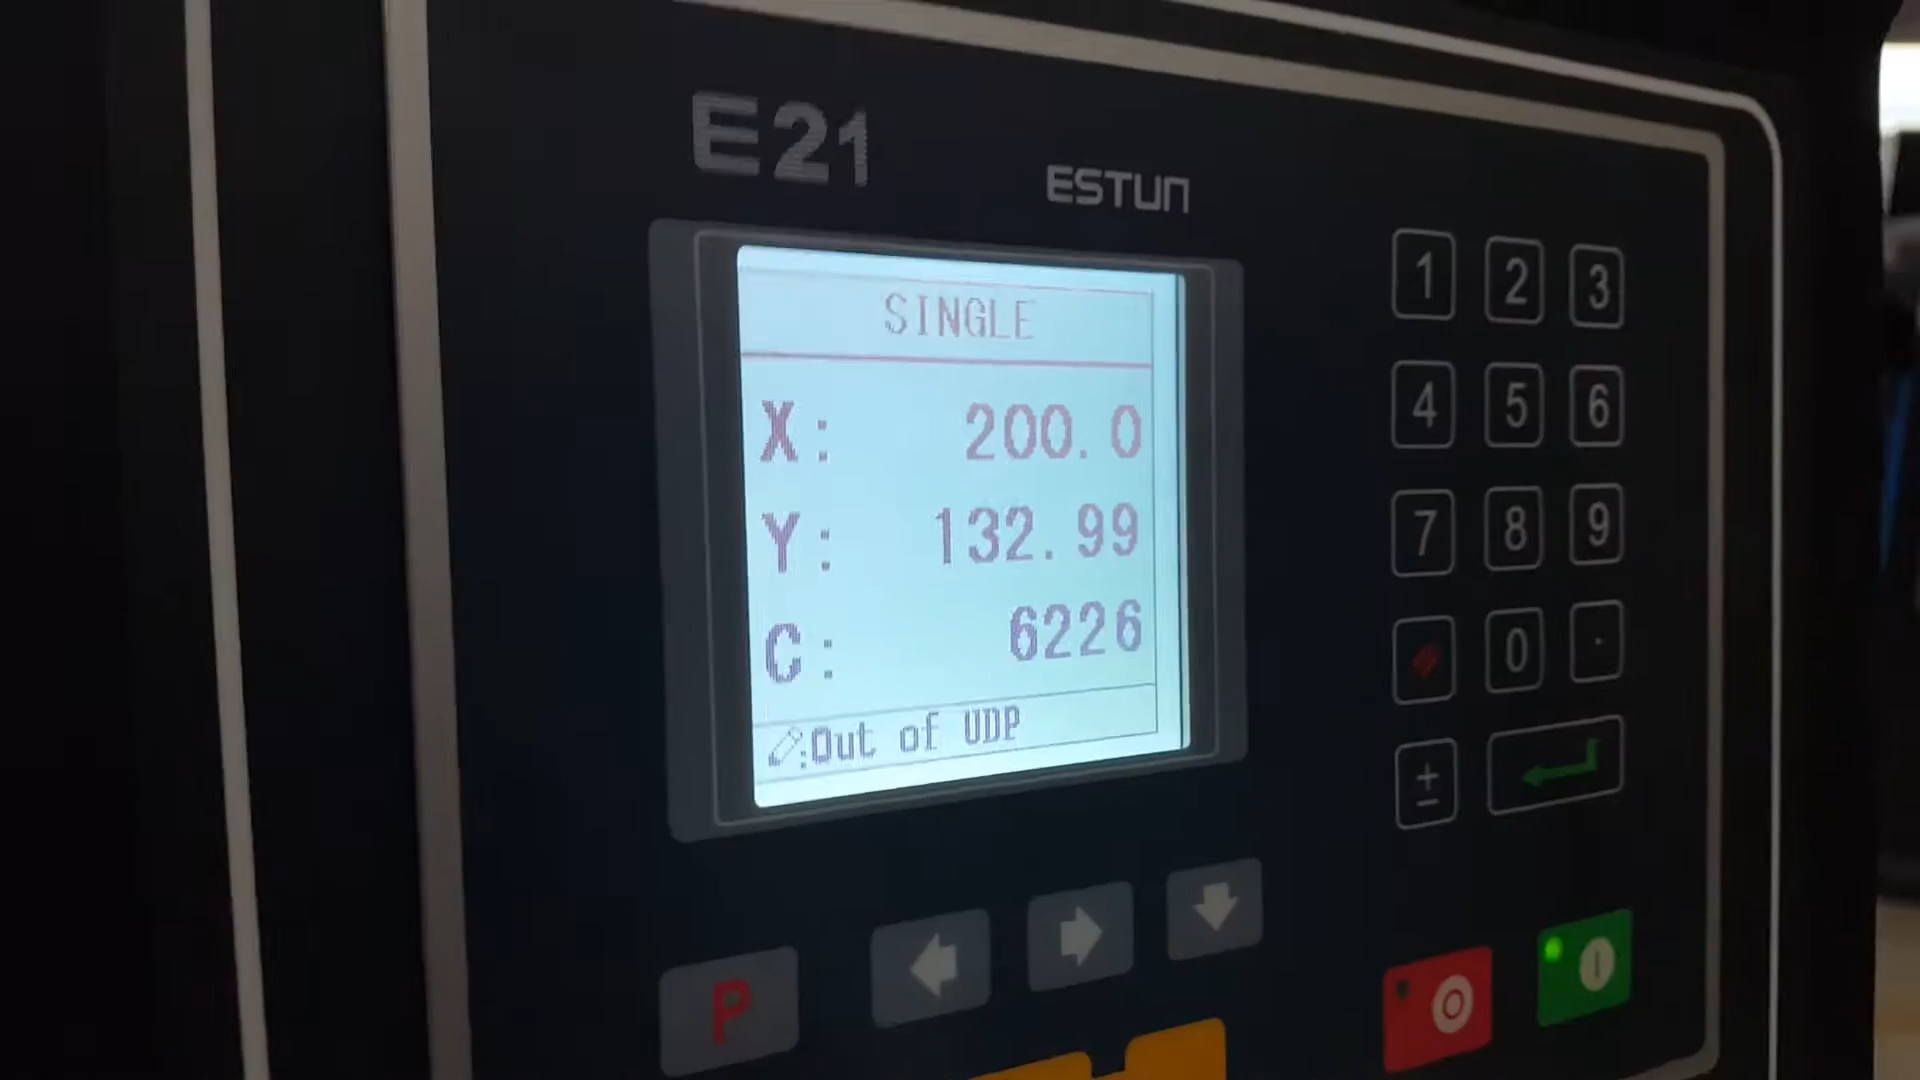 E21
ESTUN
SINGLE
X: 200.0
Y: 132.99
C: 6226
:Out of UDP
1 2 3
4 5 6
7 8 9
0 .
±
P